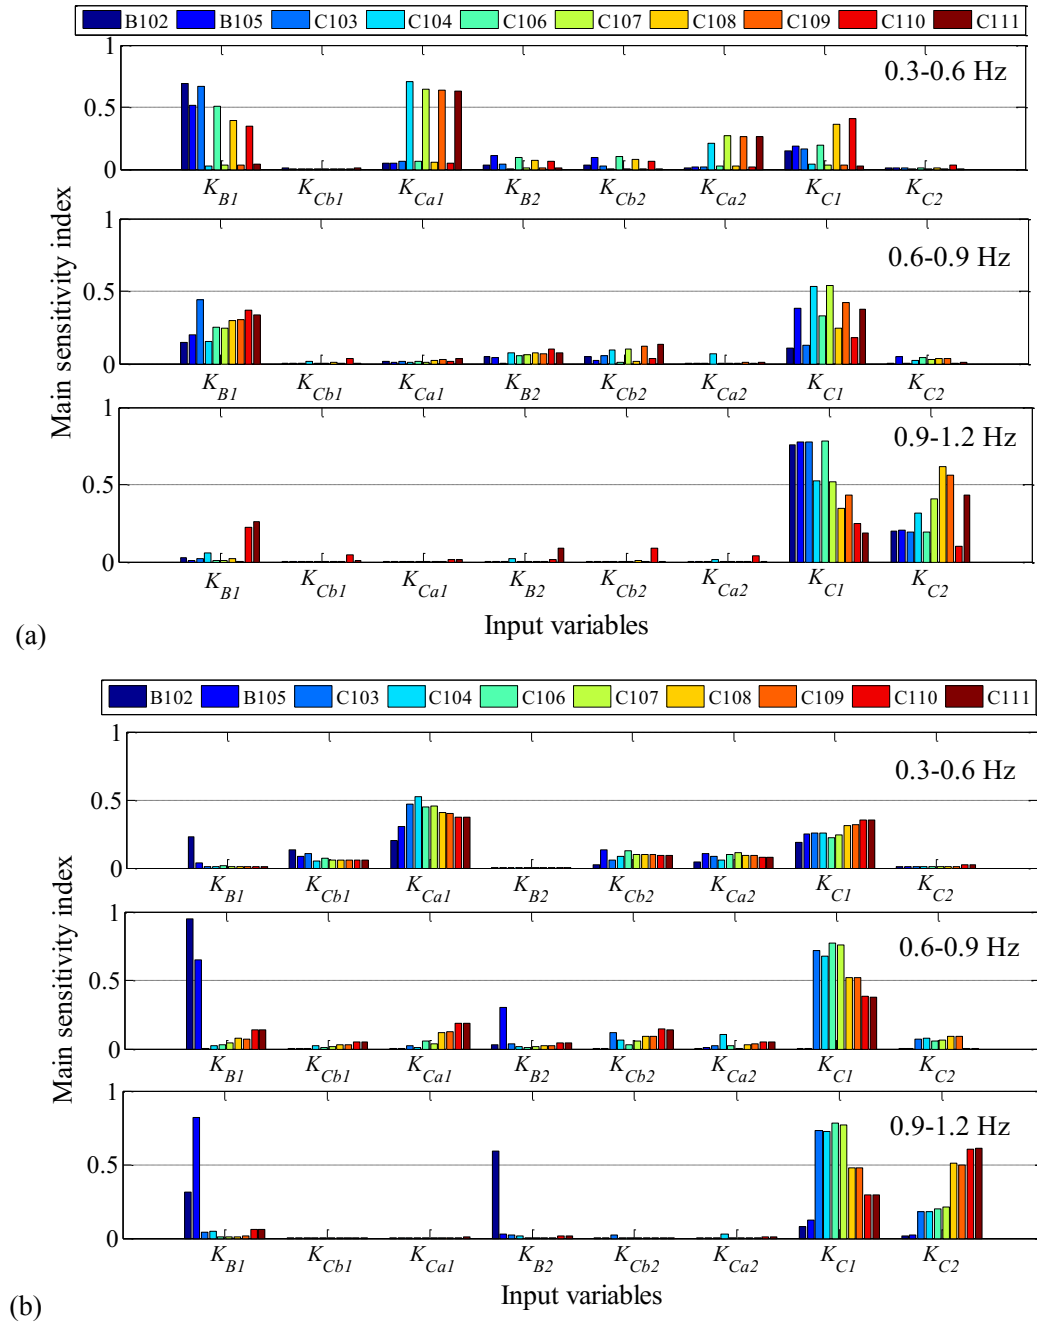 B102 B105 C103 C104 C106 C107 C108 C109 C110 C111
1
0.3-0.6 Hz
0.5
0
K_B1 K_Cb1 K_Ca1 K_B2 K_Cb2 K_Ca2 K_C1 K_C2
1
0.6-0.9 Hz
0.5
0
K_B1 K_Cb1 K_Ca1 K_B2 K_Cb2 K_Ca2 K_C1 K_C2
1
0.9-1.2 Hz
0.5
0
K_B1 K_Cb1 K_Ca1 K_B2 K_Cb2 K_Ca2 K_C1 K_C2
Main sensitivity index
Input variables
(a)
B102 B105 C103 C104 C106 C107 C108 C109 C110 C111
1
0.3-0.6 Hz
0.5
0
K_B1 K_Cb1 K_Ca1 K_B2 K_Cb2 K_Ca2 K_C1 K_C2
1
0.6-0.9 Hz
0.5
0
K_B1 K_Cb1 K_Ca1 K_B2 K_Cb2 K_Ca2 K_C1 K_C2
1
0.9-1.2 Hz
0.5
0
K_B1 K_Cb1 K_Ca1 K_B2 K_Cb2 K_Ca2 K_C1 K_C2
Main sensitivity index
Input variables
(b)